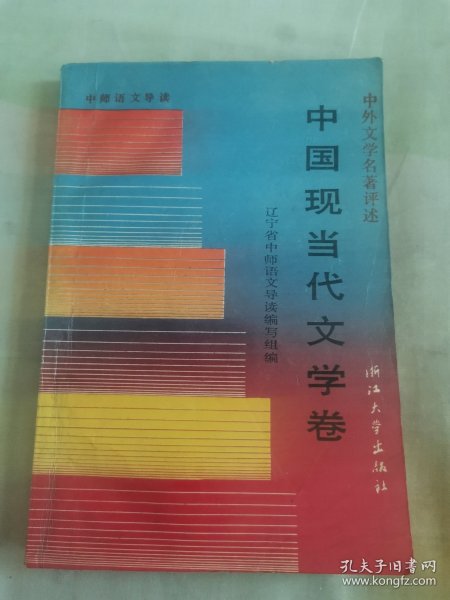 中师语文导读
中外文学名著评述
中国现当代文学卷
辽宁省中师语文导读编写组编
浙江大学出版社
孔夫子旧书网
www.kongfz.com